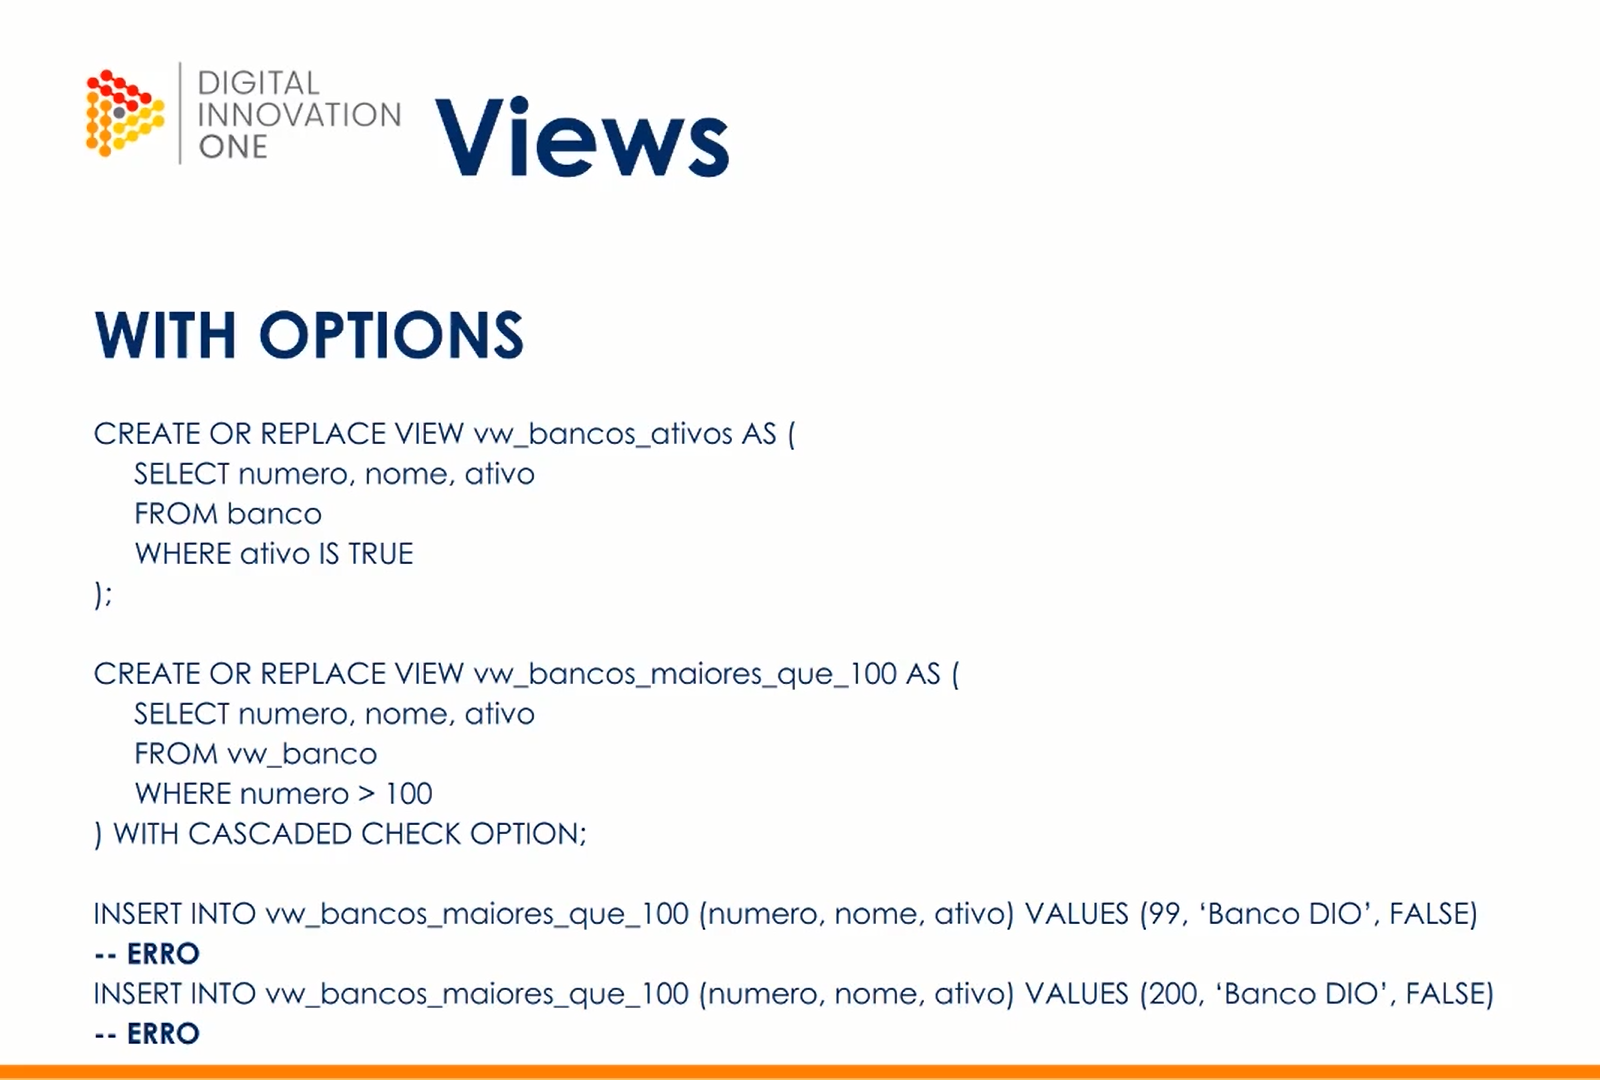 DIGITAL
INNOVATION
ONE
Views
WITH OPTIONS
CREATE OR REPLACE VIEW vw_bancos_ativos AS (
SELECT numero, nome, ativo
FROM banco
WHERE ativo IS TRUE
);
CREATE OR REPLACE VIEW vw_bancos_maiores_que_100 AS (
SELECT numero, nome, ativo
FROM vw_banco
WHERE numero > 100
) WITH CASCADED CHECK OPTION;
INSERT INTO vw_bancos_maiores_que_100 (numero, nome, ativo) VALUES (99, ‘Banco DIO’, FALSE)
-- ERRO
INSERT INTO vw_bancos_maiores_que_100 (numero, nome, ativo) VALUES (200, ‘Banco DIO’, FALSE)
-- ERRO